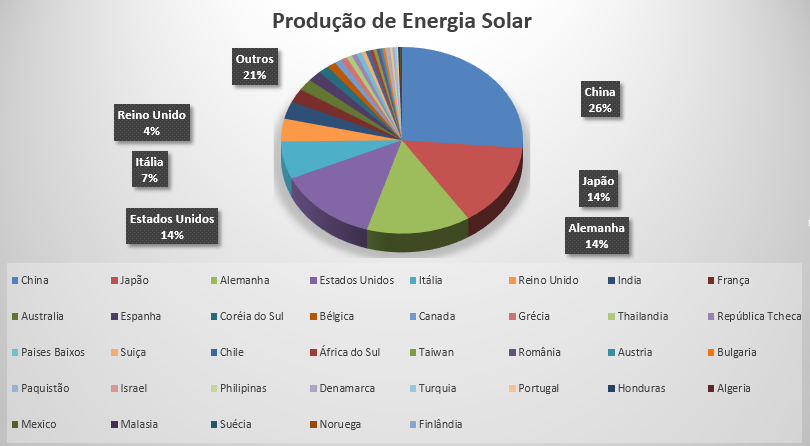 Produção de Energia Solar
Outros
21%
China
26%
Reino Unido
4%
Itália
7%
Japão
14%
Estados Unidos
14%
Alemanha
14%
China Japão Alemanha Estados Unidos Itália Reino Unido India França
Australia Espanha Coréia do Sul Bélgica Canada Grécia Thailandia República Tcheca
Paises Baixos Suiça Chile África do Sul Taiwan România Austria Bulgaria
Paquistão Israel Philipinas Denamarca Turquia Portugal Honduras Algeria
Mexico Malasia Suécia Noruega Finlândia